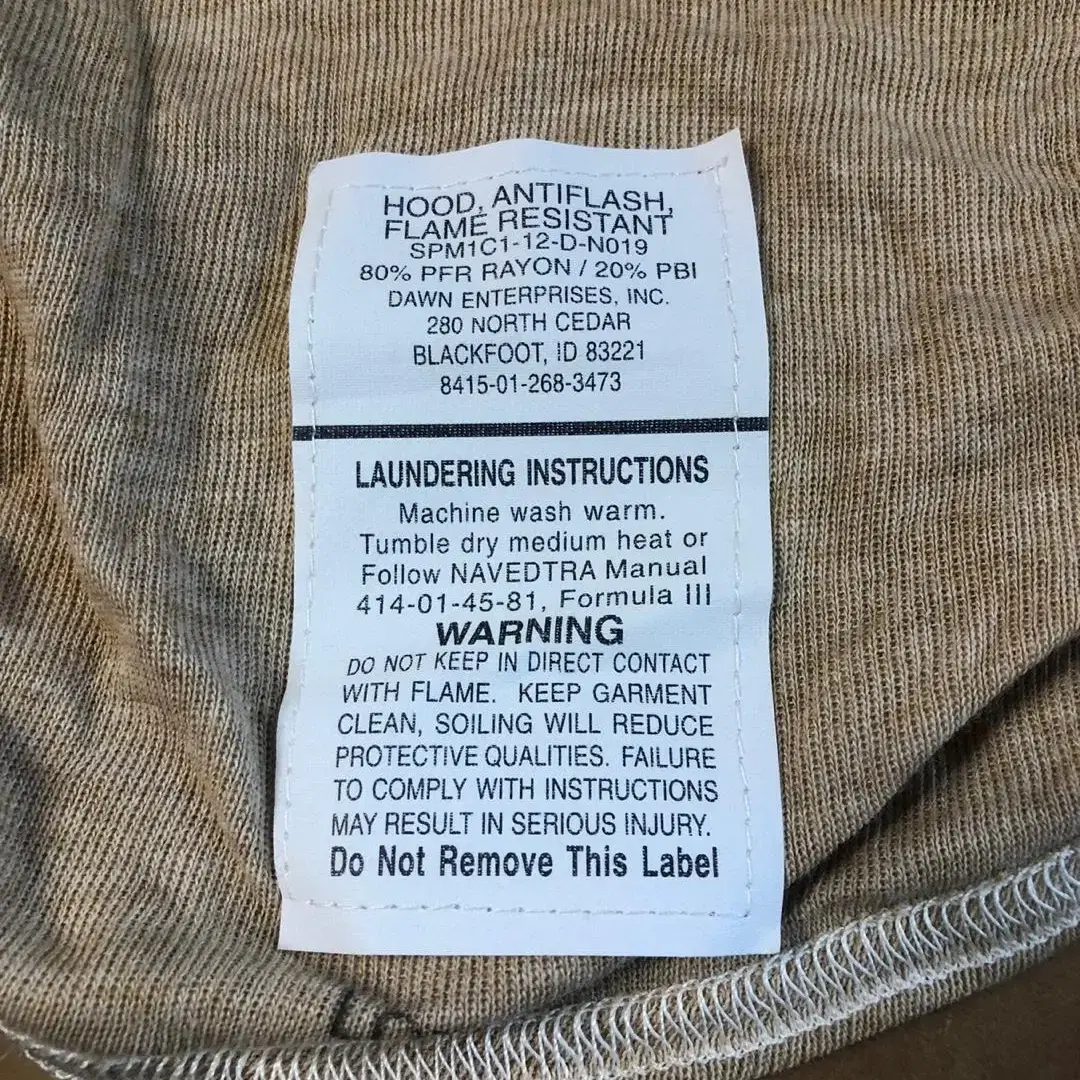 HOOD, ANTIFLASH,
FLAME RESISTANT
SPM1C1-12-D-N019
80% PFR RAYON / 20% PBI
DAWN ENTERPRISES, INC.
280 NORTH CEDAR
BLACKFOOT, ID 83221
8415-01-268-3473
LAUNDERING INSTRUCTIONS
Machine wash warm.
Tumble dry medium heat or
Follow NAVEDTRA Manual
414-01-45-81, Formula III
WARNING
DO NOT KEEP IN DIRECT CONTACT
WITH FLAME. KEEP GARMENT
CLEAN, SOILING WILL REDUCE
PROTECTIVE QUALITIES. FAILURE
TO COMPLY WITH INSTRUCTIONS
MAY RESULT IN SERIOUS INJURY.
Do Not Remove This Label